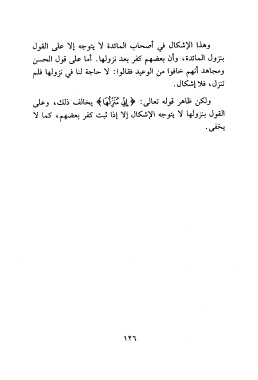 وهذا الإشكال في أصحاب المائدة لا يتوجه إلا على القول
بنزول المائدة، وأن بعضهم كفر بعد نزولها. أما على قول الحسن
ومجاهد أنهم خافوا من الوعيد فقالوا: لا حاجة لنا في نزولها فلم
تنزل، فلا إشكال.
ولكن ظاهر قوله تعالى: ﴿إِنِّي مُنَزِّلُهَا﴾ يخالف ذلك، وعلى
القول بنزولها لا يتوجه الإشكال إلا إذا ثبت كفر بعضهم، كما لا
يخفى.
١٢٦